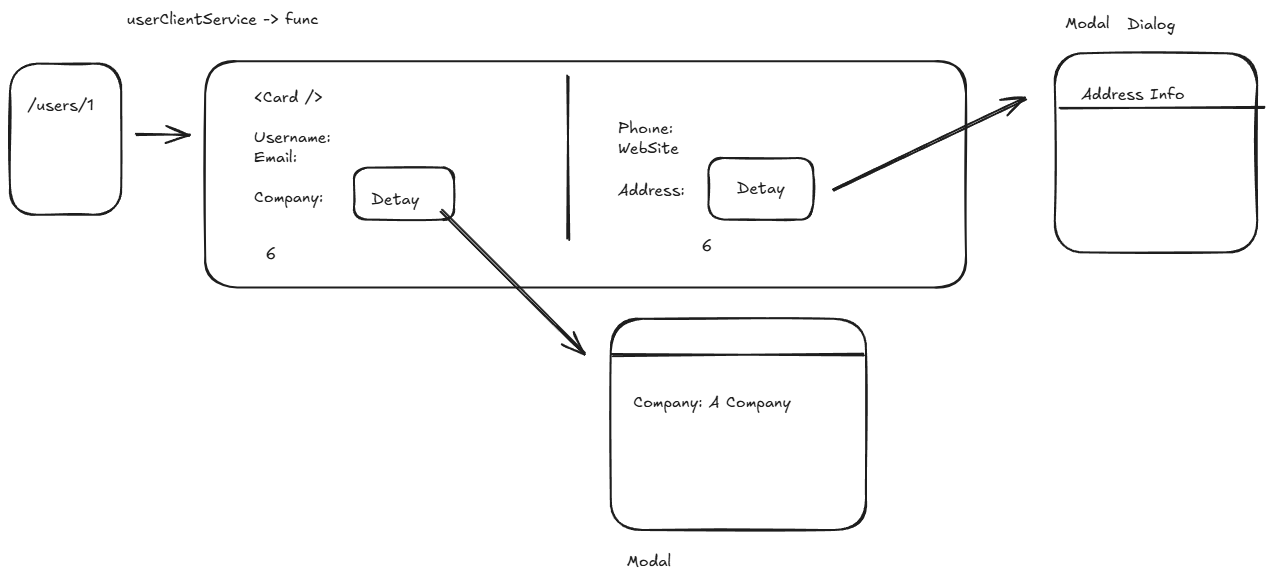 userClientService -> func
/users/1
<Card />
Username:
Email:
Company:
Detay
6
Phoine:
WebSite
Address:
Detay
6
Modal Dialog
Address Info
Company: A Company
Modal